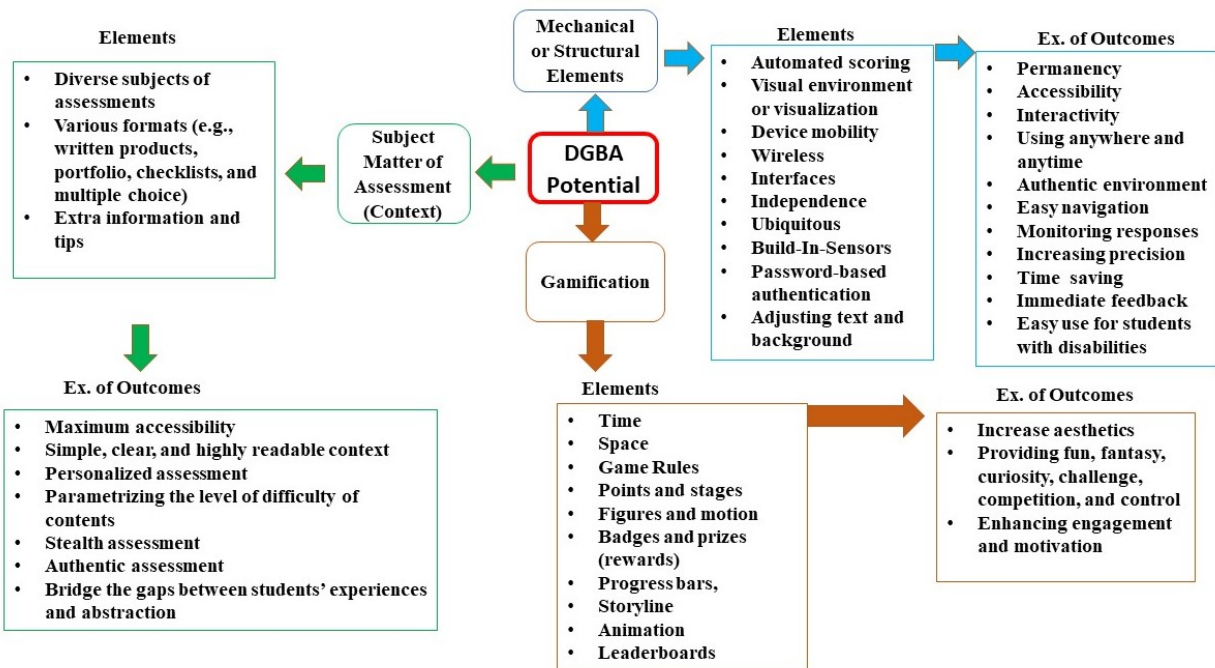 Mechanical
or Structural
Elements
DGBA
Potential
Subject
Matter of
Assessment
(Context)
Gamification
Elements
• Diverse subjects of
assessments
• Various formats (e.g.,
written products,
portfolio, checklists, and
multiple choice)
• Extra information and
tips
Ex. of Outcomes
• Maximum accessibility
• Simple, clear, and highly readable context
• Personalized assessment
• Parametrizing the level of difficulty of
contents
• Stealth assessment
• Authentic assessment
• Bridge the gaps between students’ experiences
and abstraction
Elements
• Automated scoring
• Visual environment
or visualization
• Device mobility
• Wireless
• Interfaces
• Independence
• Ubiquitous
• Build-In-Sensors
• Password-based
authentication
• Adjusting text and
background
Ex. of Outcomes
• Permanency
• Accessibility
• Interactivity
• Using anywhere and
anytime
• Authentic environment
• Easy navigation
• Monitoring responses
• Increasing precision
• Time saving
• Immediate feedback
• Easy use for students
with disabilities
Elements
• Time
• Space
• Game Rules
• Points and stages
• Figures and motion
• Badges and prizes
(rewards)
• Progress bars,
• Storyline
• Animation
• Leaderboards
Ex. of Outcomes
• Increase aesthetics
• Providing fun, fantasy,
curiosity, challenge,
competition, and control
• Enhancing engagement
and motivation